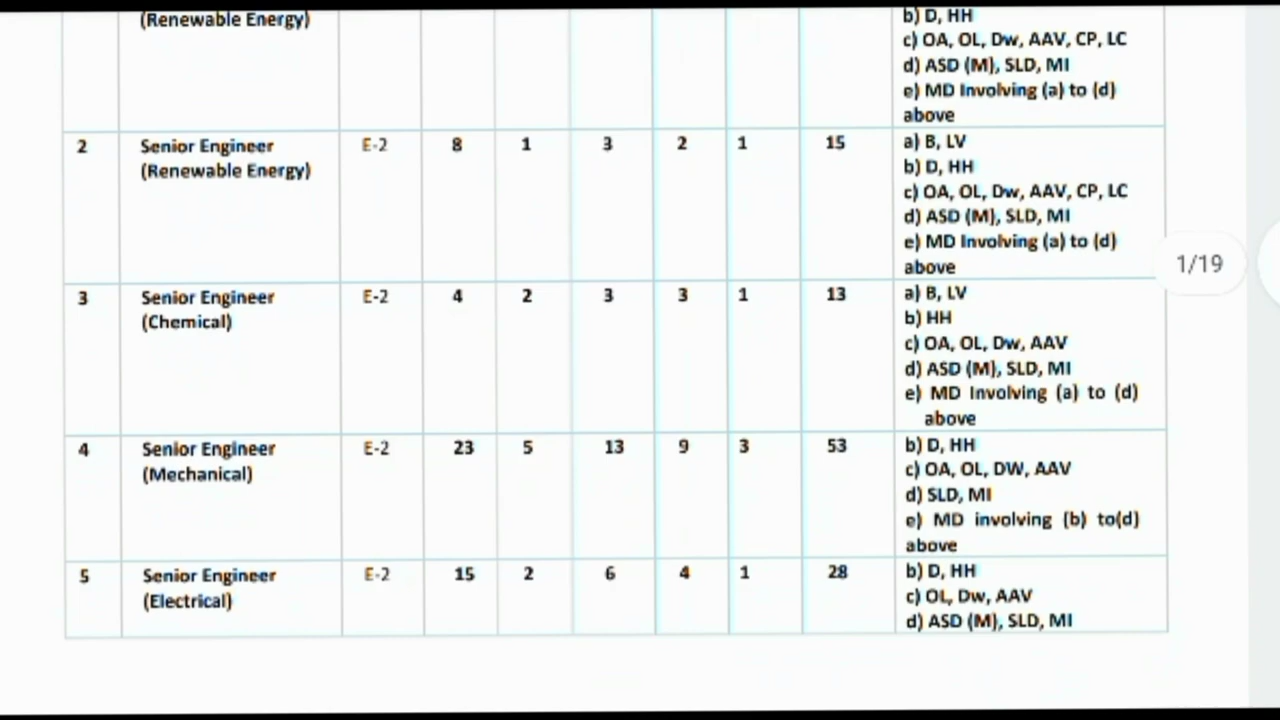 (Renewable Energy)
b) D, HH
c) OA, OL, Dw, AAV, CP, LC
d) ASD (M), SLD, MI
e) MD Involving (a) to (d)
above
2 Senior Engineer E-2 8 1 3 2 1 15 a) B, LV
(Renewable Energy) b) D, HH
c) OA, OL, Dw, AAV, CP, LC
d) ASD (M), SLD, MI
e) MD Involving (a) to (d)
above
1/19
3 Senior Engineer E-2 4 2 3 3 1 13 a) B, LV
(Chemical) b) HH
c) OA, OL, Dw, AAV
d) ASD (M), SLD, MI
e) MD Involving (a) to (d)
above
4 Senior Engineer E-2 23 5 13 9 3 53 b) D, HH
(Mechanical) c) OA, OL, DW, AAV
d) SLD, MI
e) MD involving (b) to(d)
above
5 Senior Engineer E-2 15 2 6 4 1 28 b) D, HH
(Electrical) c) OL, Dw, AAV
d) ASD (M), SLD, MI